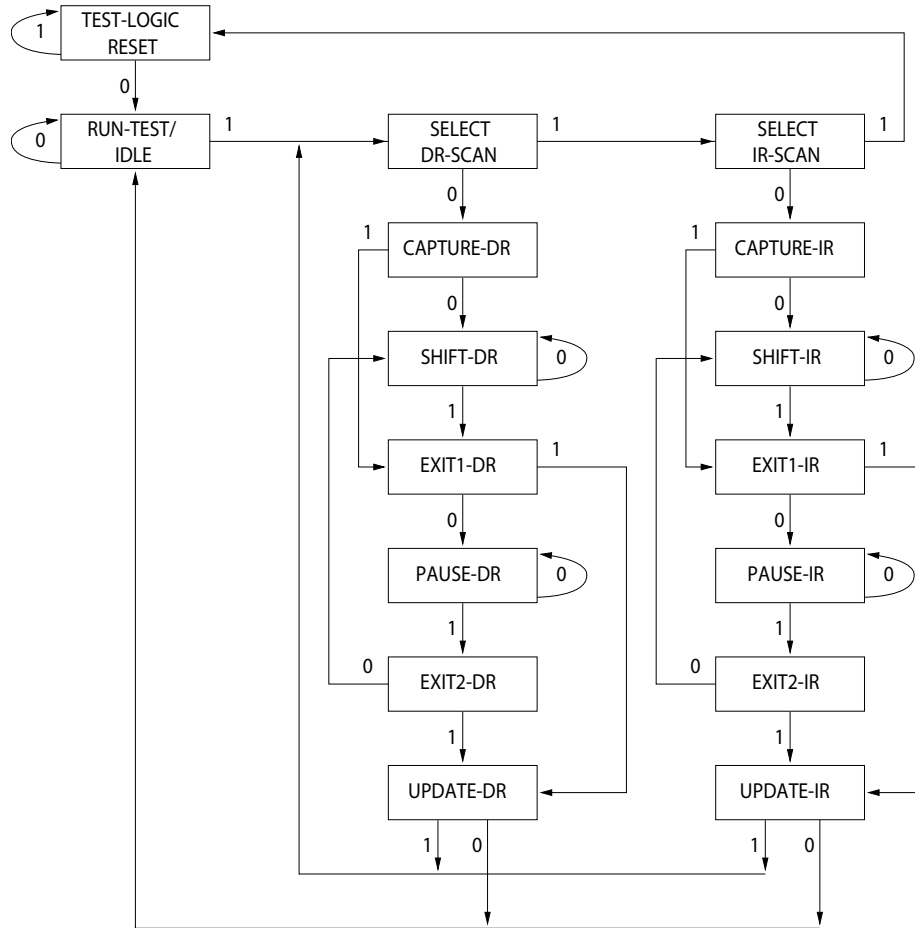 TEST-LOGIC
RESET
1
0
RUN-TEST/
IDLE
0
1
SELECT
DR-SCAN
1
SELECT
IR-SCAN
1
0
0
1
CAPTURE-DR
1
CAPTURE-IR
0
0
SHIFT-DR
0
SHIFT-IR
0
1
1
EXIT1-DR
1
EXIT1-IR
1
0
0
PAUSE-DR
0
PAUSE-IR
0
1
1
0
EXIT2-DR
0
EXIT2-IR
1
1
UPDATE-DR
UPDATE-IR
1
0
1
0